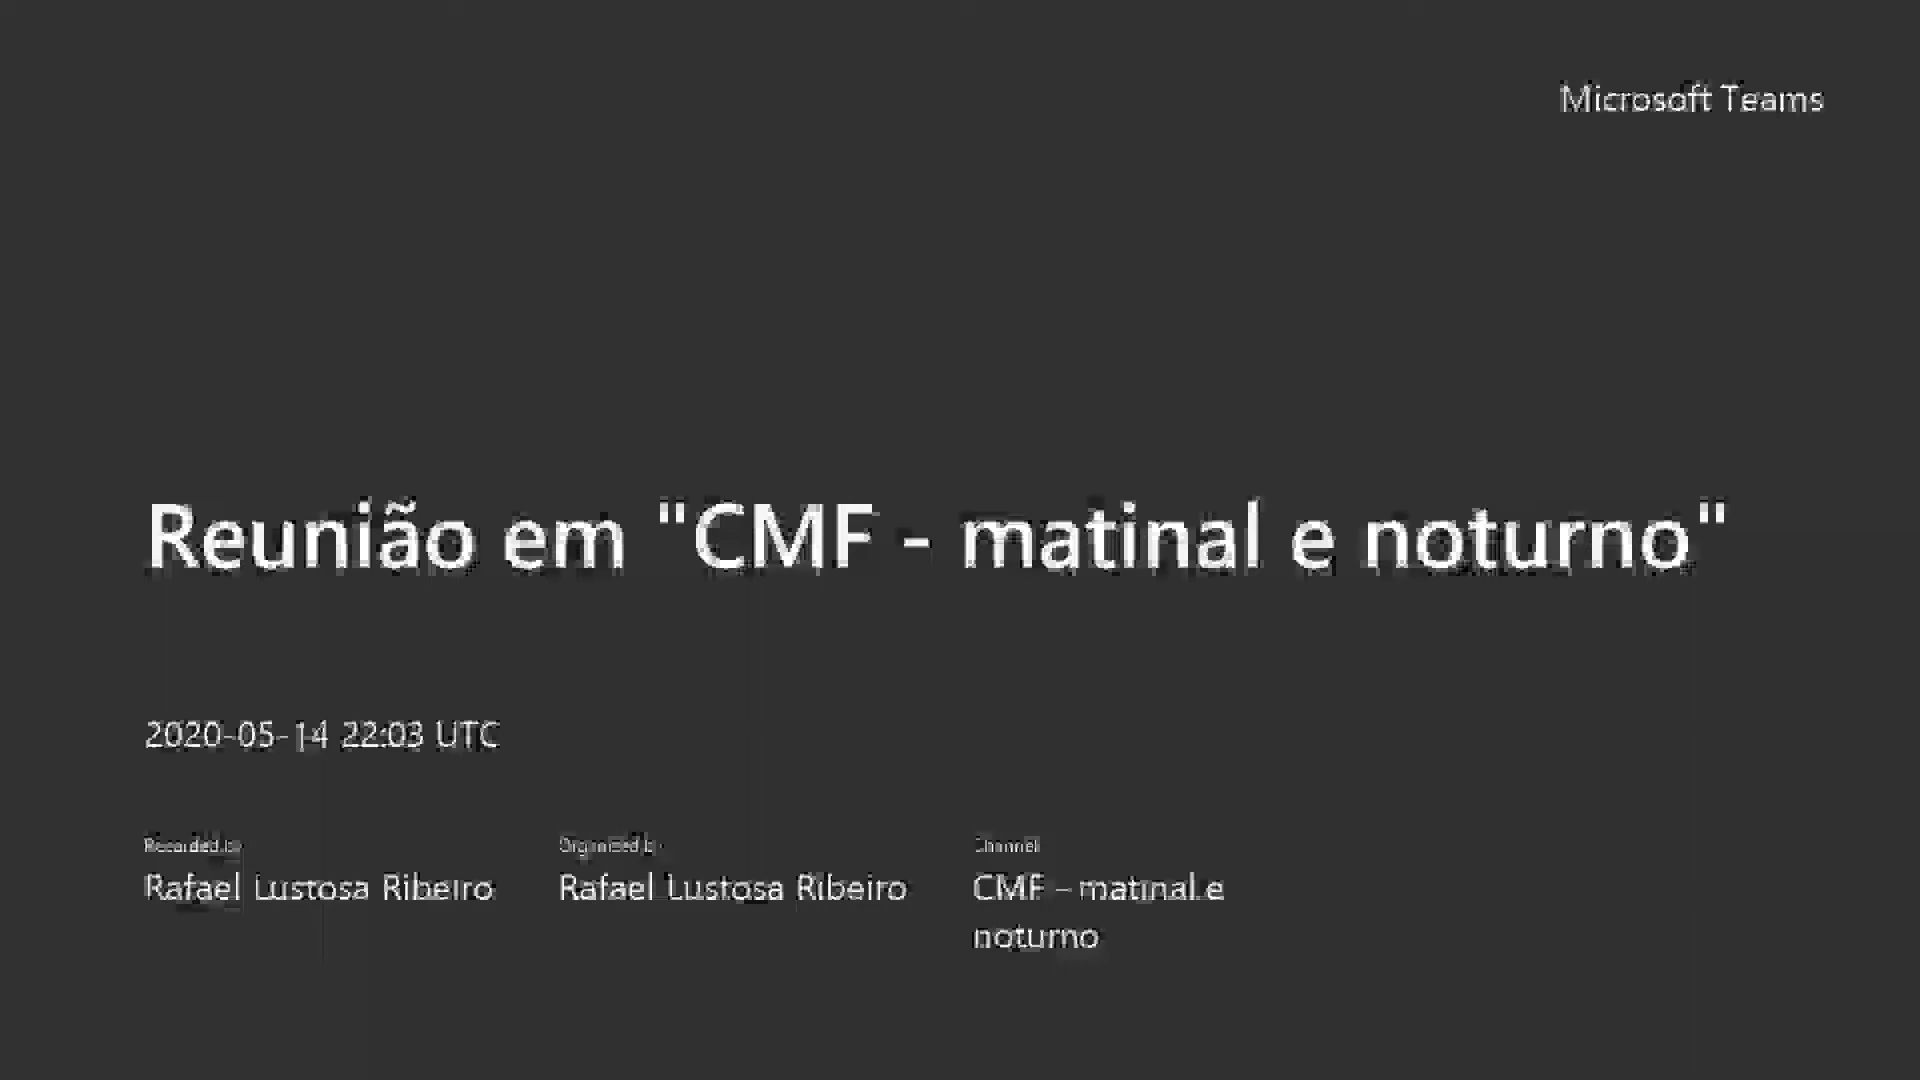 Microsoft Teams
Reunião em "CMF - matinal e noturno"
2020-05-14 22:03 UTC
Recorded by
Organized by
Channel
Rafael Lustosa Ribeiro
Rafael Lustosa Ribeiro
CMF - matinal e
noturno